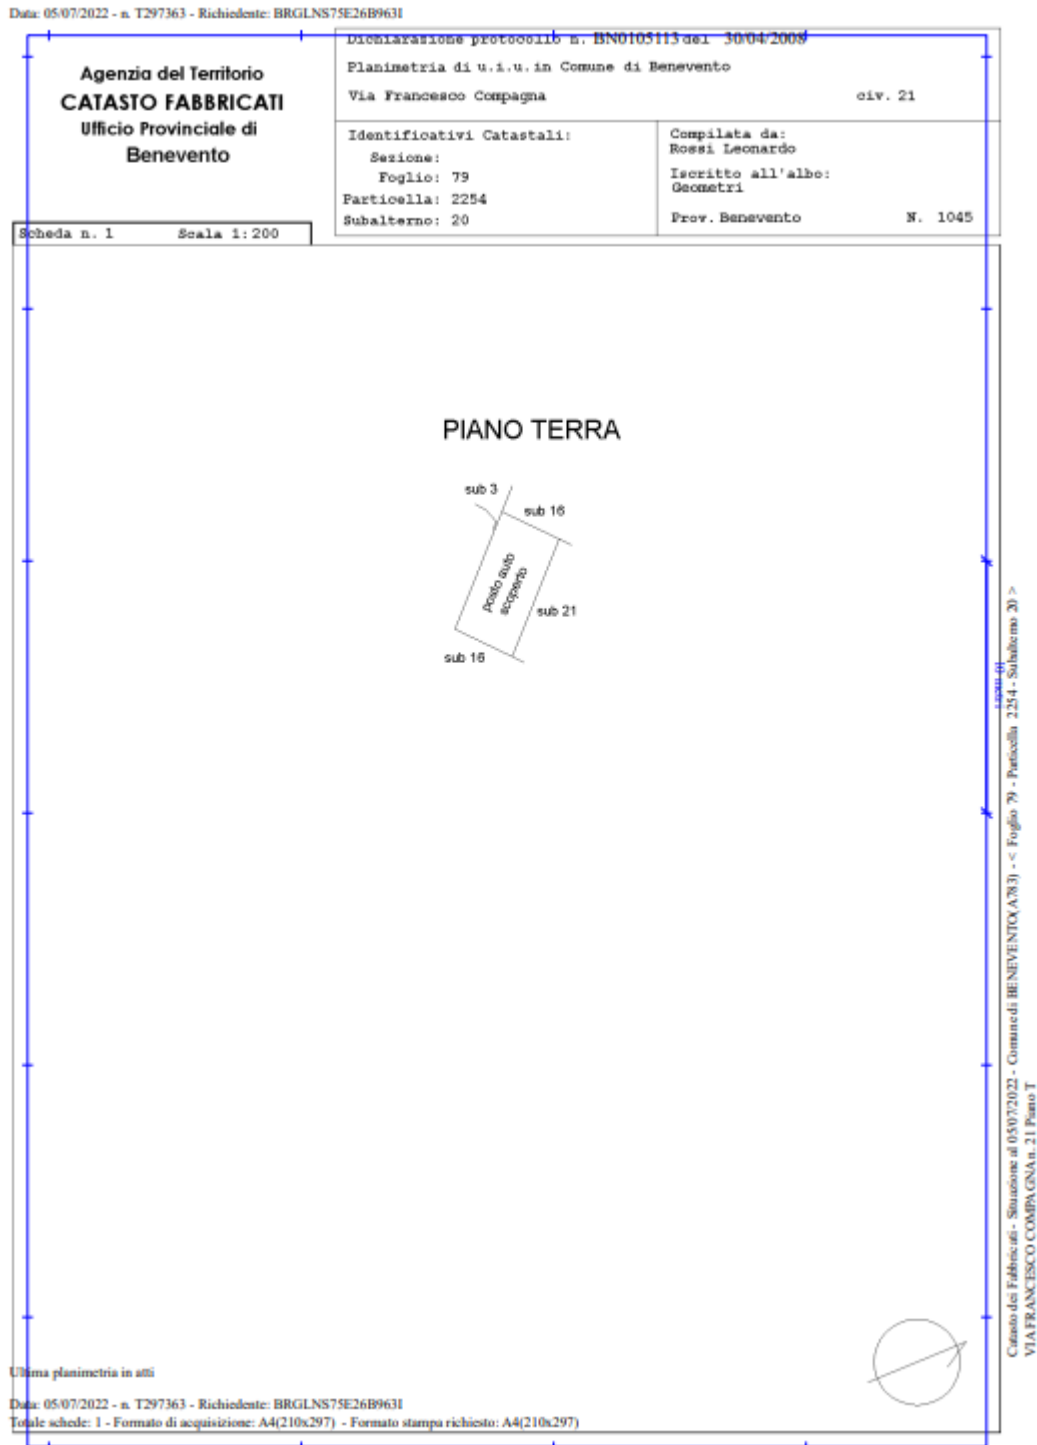 Data: 05/07/2022 - n. T297363 - Richiedente: BRGLNS75E26B963I
Agenzia del Territorio
CATASTO FABBRICATI
Ufficio Provinciale di
Benevento
Dichiarazione protocollo n. BN0105113 del 30/04/2008
Planimetria di u.i.u. in Comune di Benevento
Via Francesco Compagna civ. 21
Identificativi Catastali:
Sezione:
Foglio: 79
Particella: 2254
Subalterno: 20
Compilata da:
Rossi Leonardo
Iscritto all'albo:
Geometri
Prov. Benevento N. 1045
Scheda n. 1 Scala 1:200
PIANO TERRA
sub 3
sub 16
posto auto
scoperto
sub 21
sub 16
10 metri
Catasto dei Fabbricati - Situazione al 05/07/2022 - Comune di BENEVENTO(A783) - < Foglio 79 - Particella 2254 - Subalterno 20 >
VIA FRANCESCO COMPAGNA n. 21 Piano T
Ultima planimetria in atti
Data: 05/07/2022 - n. T297363 - Richiedente: BRGLNS75E26B963I
Totale schede: 1 - Formato di acquisizione: A4(210x297) - Formato stampa richiesto: A4(210x297)